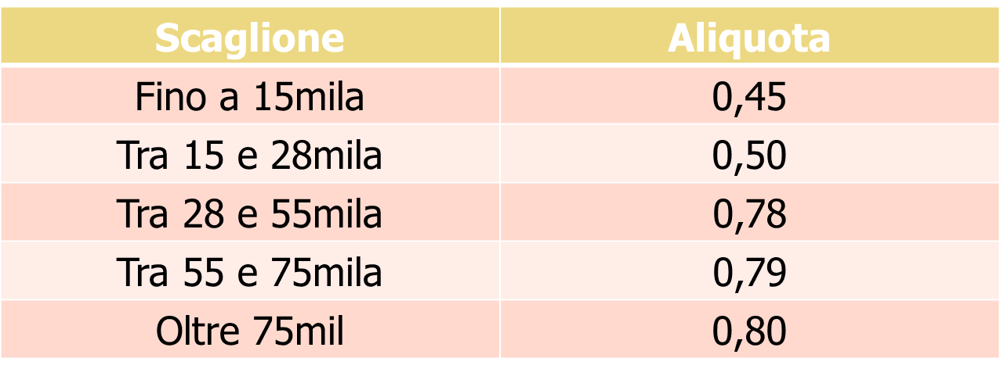 Scaglione Aliquota
Fino a 15mila 0,45
Tra 15 e 28mila 0,50
Tra 28 e 55mila 0,78
Tra 55 e 75mila 0,79
Oltre 75mil 0,80